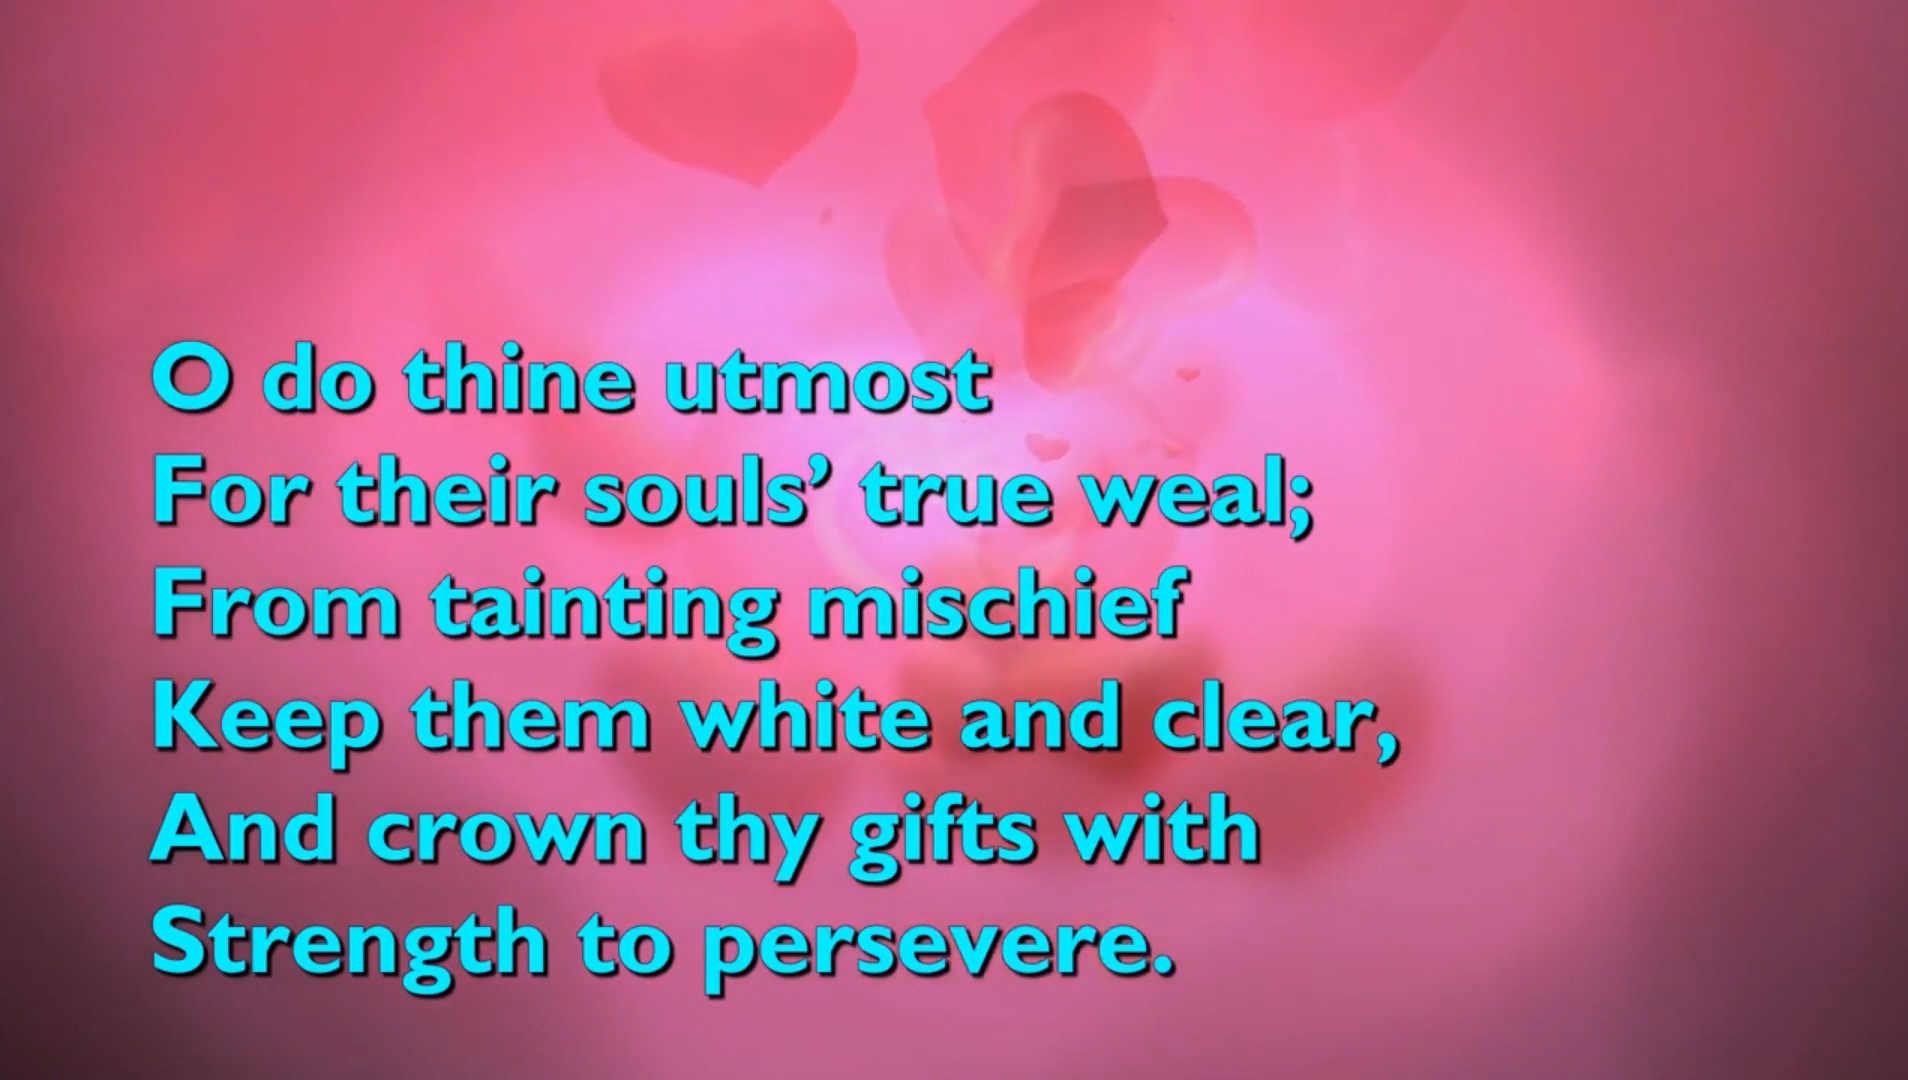 O do thine utmost
For their souls’ true weal;
From tainting mischief
Keep them white and clear,
And crown thy gifts with
Strength to persevere.